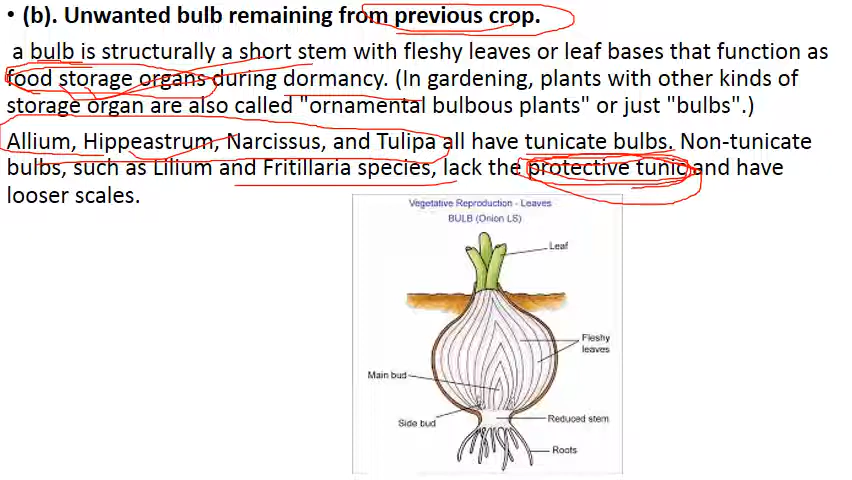 • (b). Unwanted bulb remaining from previous crop.
a bulb is structurally a short stem with fleshy leaves or leaf bases that function as
food storage organs during dormancy. (In gardening, plants with other kinds of
storage organ are also called "ornamental bulbous plants" or just "bulbs".)
Allium, Hippeastrum, Narcissus, and Tulipa all have tunicate bulbs. Non-tunicate
bulbs, such as Lilium and Fritillaria species, lack the protective tunic and have
looser scales.
Vegetative Reproduction - Leaves
BULB (Onion LS)
Leaf
Fleshy
leaves
Main bud
Side bud
Reduced stem
Roots